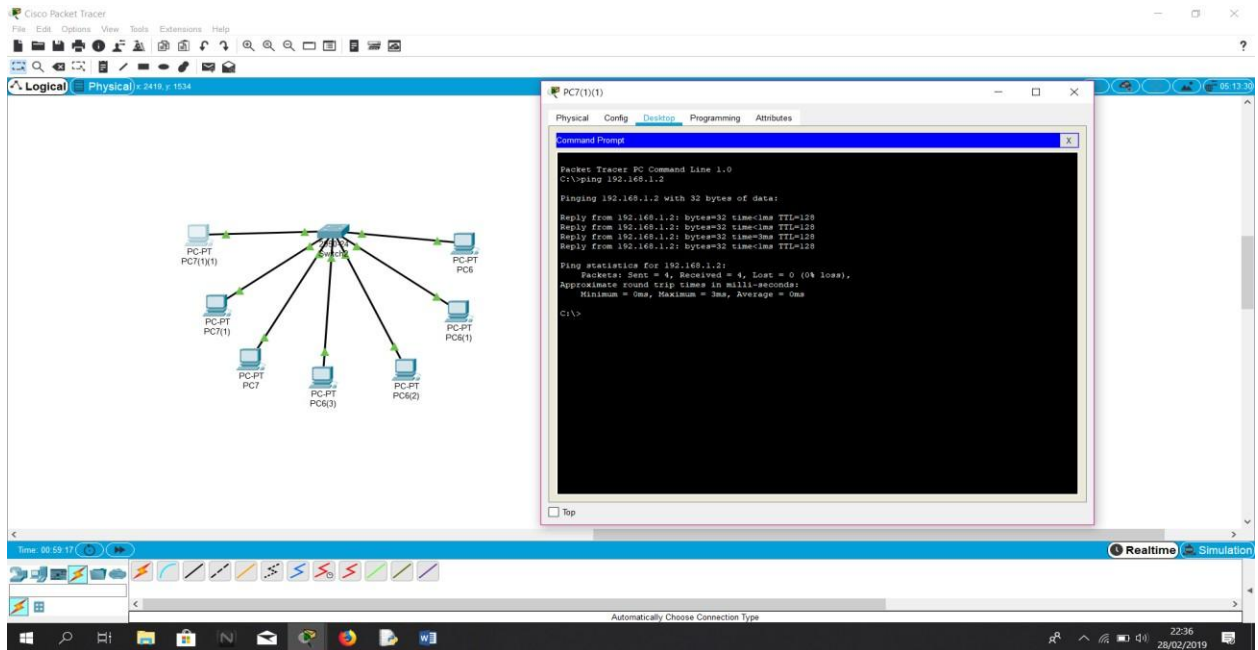 Cisco Packet Tracer
File Edit Options View Tools Extensions Help
?
Logical Physical x: 2419, y: 1534
05:13:30
PC7(1)(1)
Physical Config Desktop Programming Attributes
Command Prompt
X
Packet Tracer PC Command Line 1.0
C:\>ping 192.168.1.2
Pinging 192.168.1.2 with 32 bytes of data:
Reply from 192.168.1.2: bytes=32 time<1ms TTL=128
Reply from 192.168.1.2: bytes=32 time<1ms TTL=128
Reply from 192.168.1.2: bytes=32 time=3ms TTL=128
Reply from 192.168.1.2: bytes=32 time<1ms TTL=128
Ping statistics for 192.168.1.2:
Packets: Sent = 4, Received = 4, Lost = 0 (0% loss),
Approximate round trip times in milli-seconds:
Minimum = 0ms, Maximum = 3ms, Average = 0ms
C:\>
Top
PC-PT
PC7(1)(1)
PC-PT
PC6
PC-PT
PC7(1)
PC-PT
PC6(1)
PC-PT
PC7
PC-PT
PC6(3)
PC-PT
PC6(2)
Time: 00:59:17
Realtime Simulation
Automatically Choose Connection Type
22:36
28/02/2019